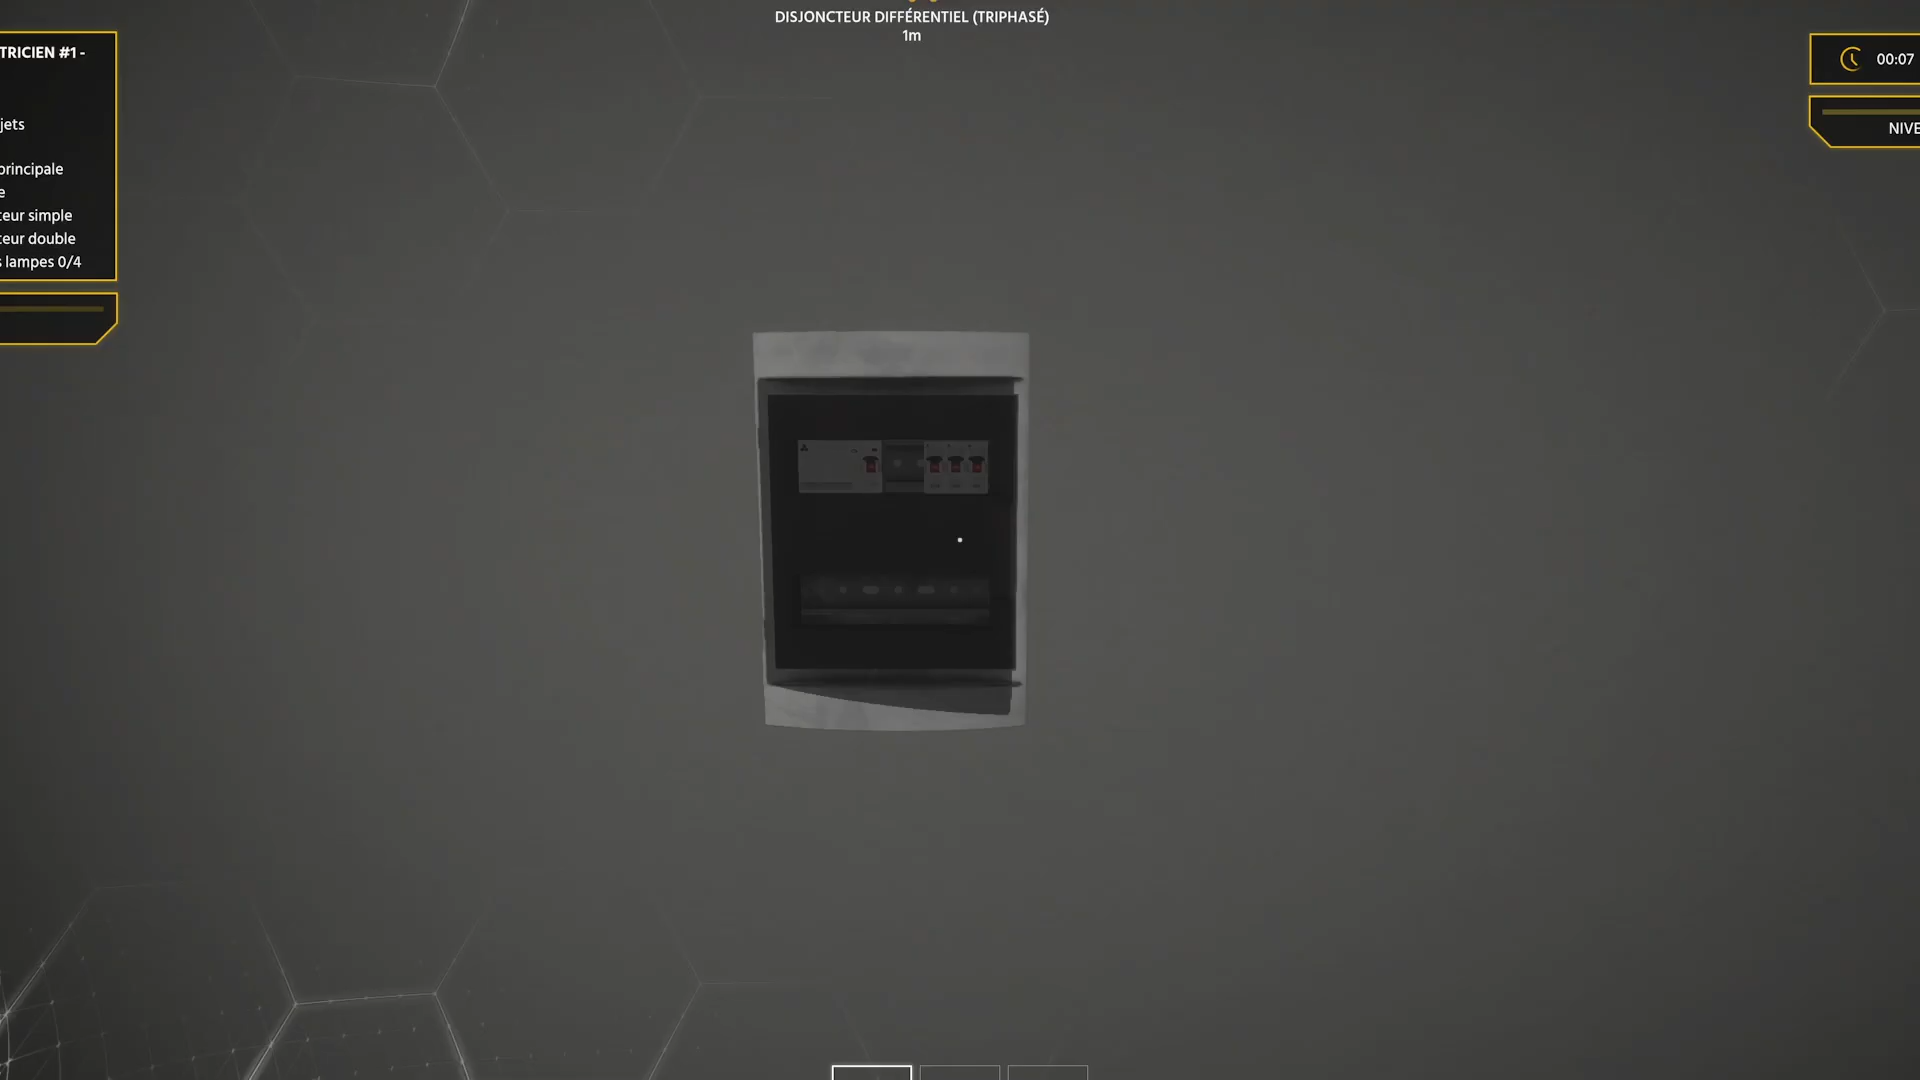 DISJONCTEUR DIFFÉRENTIEL (TRIPHASÉ)
1m
TRICIEN #1 -
jets
principale
e
teur simple
teur double
s lampes 0/4
00:07
NIVE